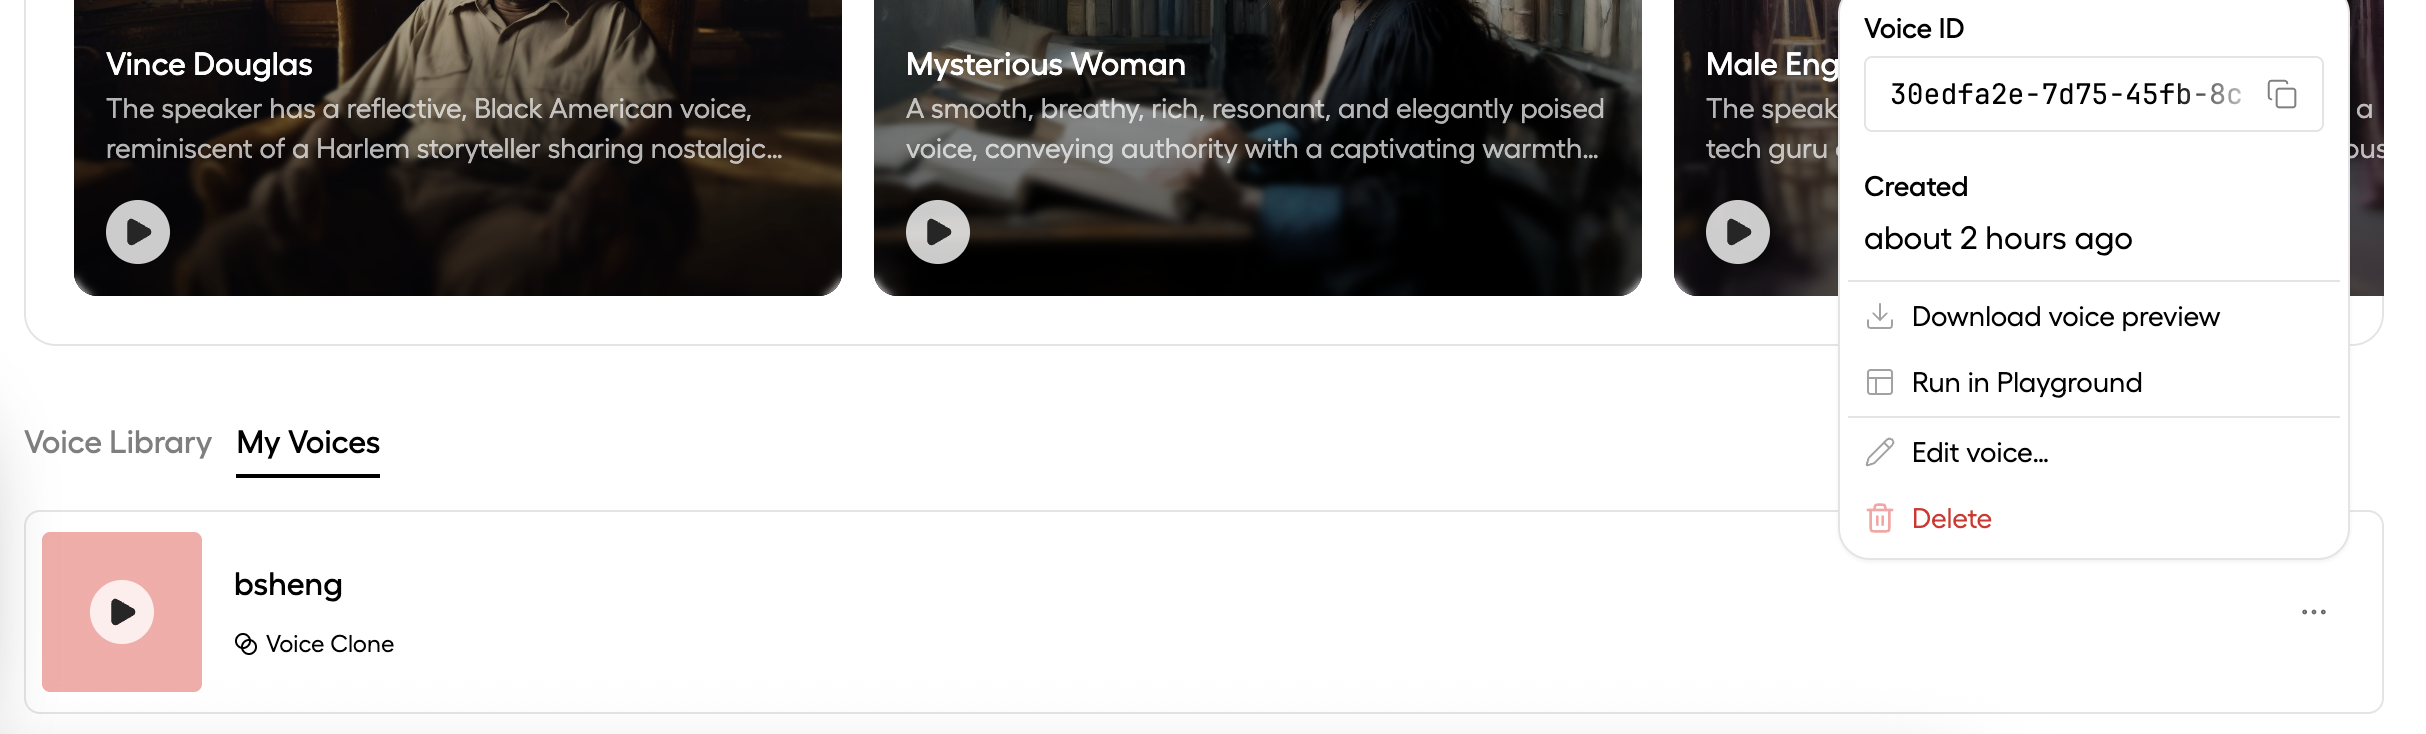 Vince Douglas
The speaker has a reflective, Black American voice,
reminiscent of a Harlem storyteller sharing nostalgic...
Mysterious Woman
A smooth, breathy, rich, resonant, and elegantly poised
voice, conveying authority with a captivating warmth...
Male Eng
The speak
a
tech guru
ous
Voice ID
30edfa2e-7d75-45fb-8c
Created
about 2 hours ago
Download voice preview
Run in Playground
Edit voice...
Delete
Voice Library
My Voices
bsheng
Voice Clone